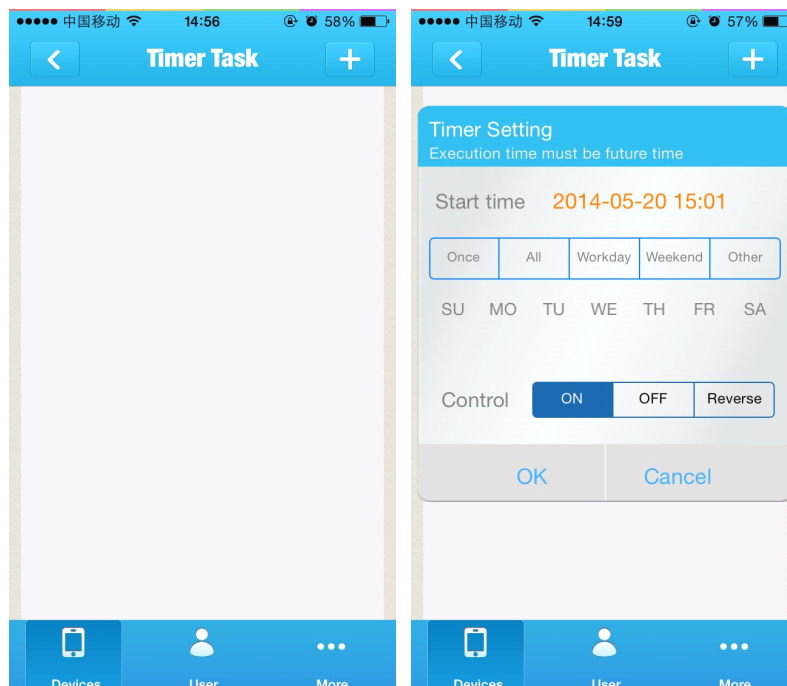 中国移动 14:56 58%
Timer Task
Devices User More
中国移动 14:59 57%
Timer Task
Timer Setting
Execution time must be future time
Start time 2014-05-20 15:01
Once All Workday Weekend Other
SU MO TU WE TH FR SA
Control ON OFF Reverse
OK Cancel
Devices User More